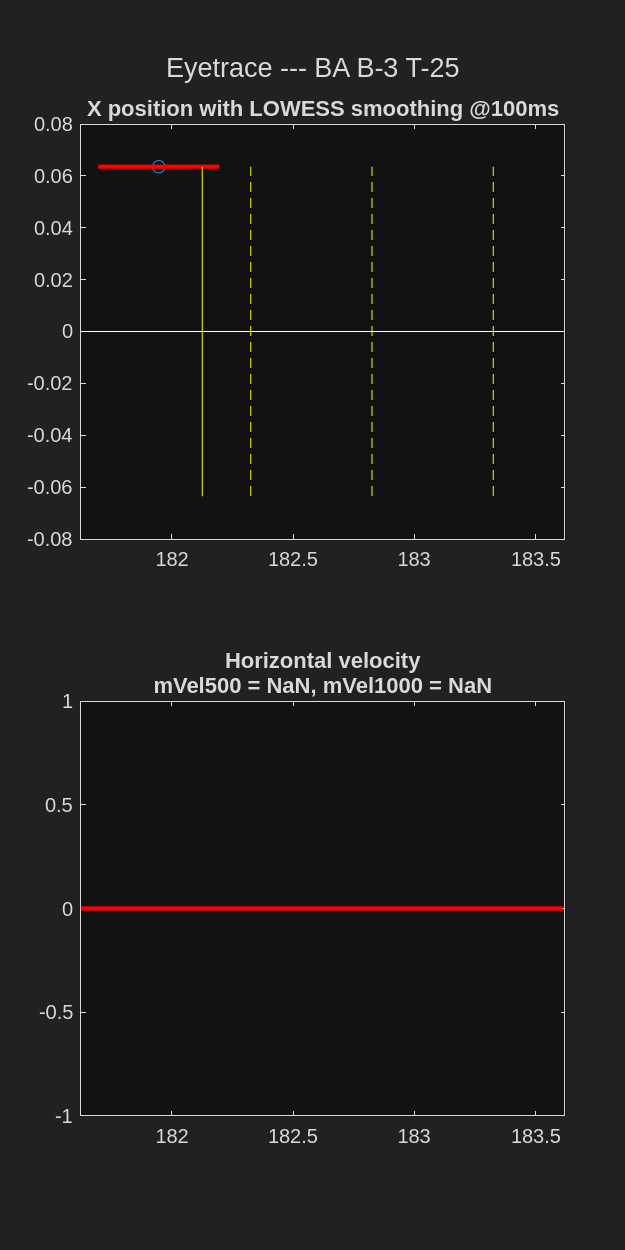 Eyetrace --- BA B-3 T-25
X position with LOWESS smoothing @100ms
0.08
0.06
0.04
0.02
0
-0.02
-0.04
-0.06
-0.08
182 182.5 183 183.5
Horizontal velocity
mVel500 = NaN, mVel1000 = NaN
1
0.5
0
-0.5
-1
182 182.5 183 183.5